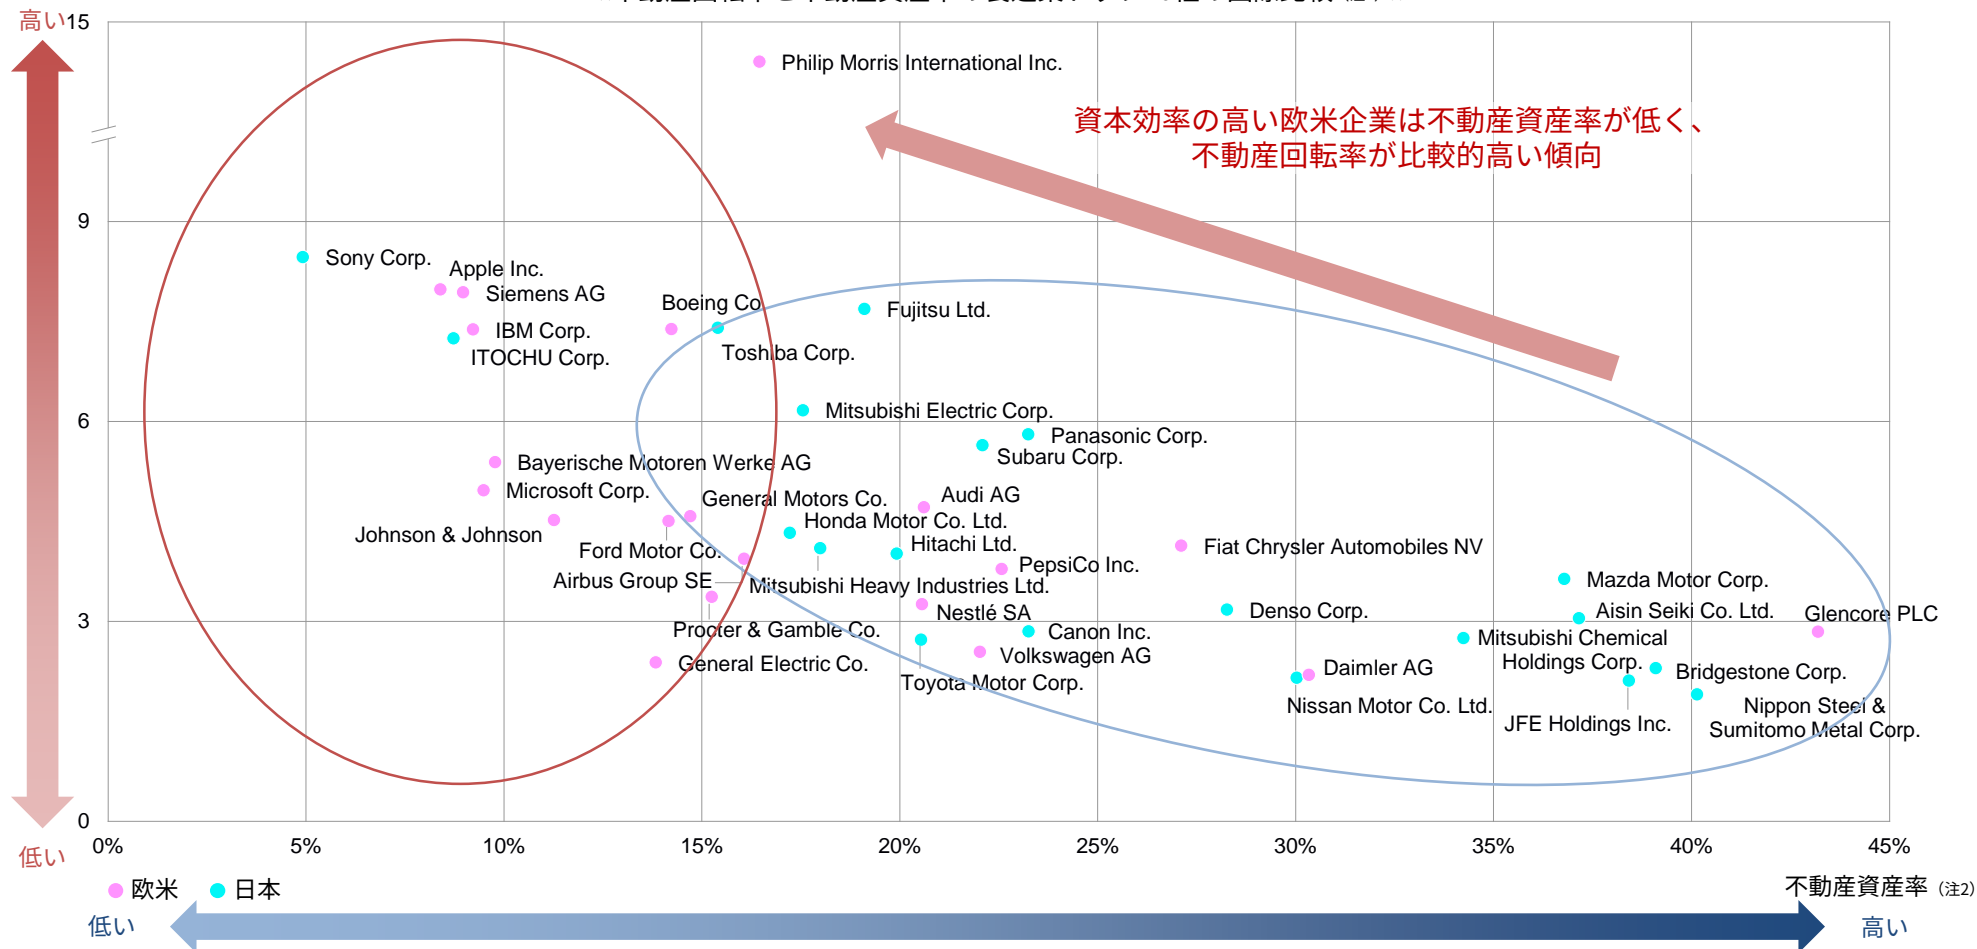 高い
15
Philip Morris International Inc.
資本効率の高い欧米企業は不動産資産率が低く、
不動産回転率が比較的高い傾向
9
Sony Corp.
Apple Inc.
Siemens AG
Boeing Co.
Fujitsu Ltd.
IBM Corp.
ITOCHU Corp.
Toshiba Corp.
6
Mitsubishi Electric Corp.
Panasonic Corp.
Subaru Corp.
Bayerische Motoren Werke AG
Microsoft Corp.
General Motors Co.
Audi AG
Johnson & Johnson
Honda Motor Co. Ltd.
Ford Motor Co.
Hitachi Ltd.
Fiat Chrysler Automobiles NV
Airbus Group SE
Mitsubishi Heavy Industries Ltd.
PepsiCo Inc.
Mazda Motor Corp.
Nestlé SA
Denso Corp.
Aisin Seiki Co. Ltd.
Glencore PLC
3
Procter & Gamble Co.
Canon Inc.
Mitsubishi Chemical
Holdings Corp.
General Electric Co.
Volkswagen AG
Daimler AG
Bridgestone Corp.
Toyota Motor Corp.
Nissan Motor Co. Ltd.
JFE Holdings Inc.
Nippon Steel &
Sumitomo Metal Corp.
0
低い
0%
5%
10%
15%
20%
25%
30%
35%
40%
45%
欧米
日本
不動産資産率（注2）
低い
高い